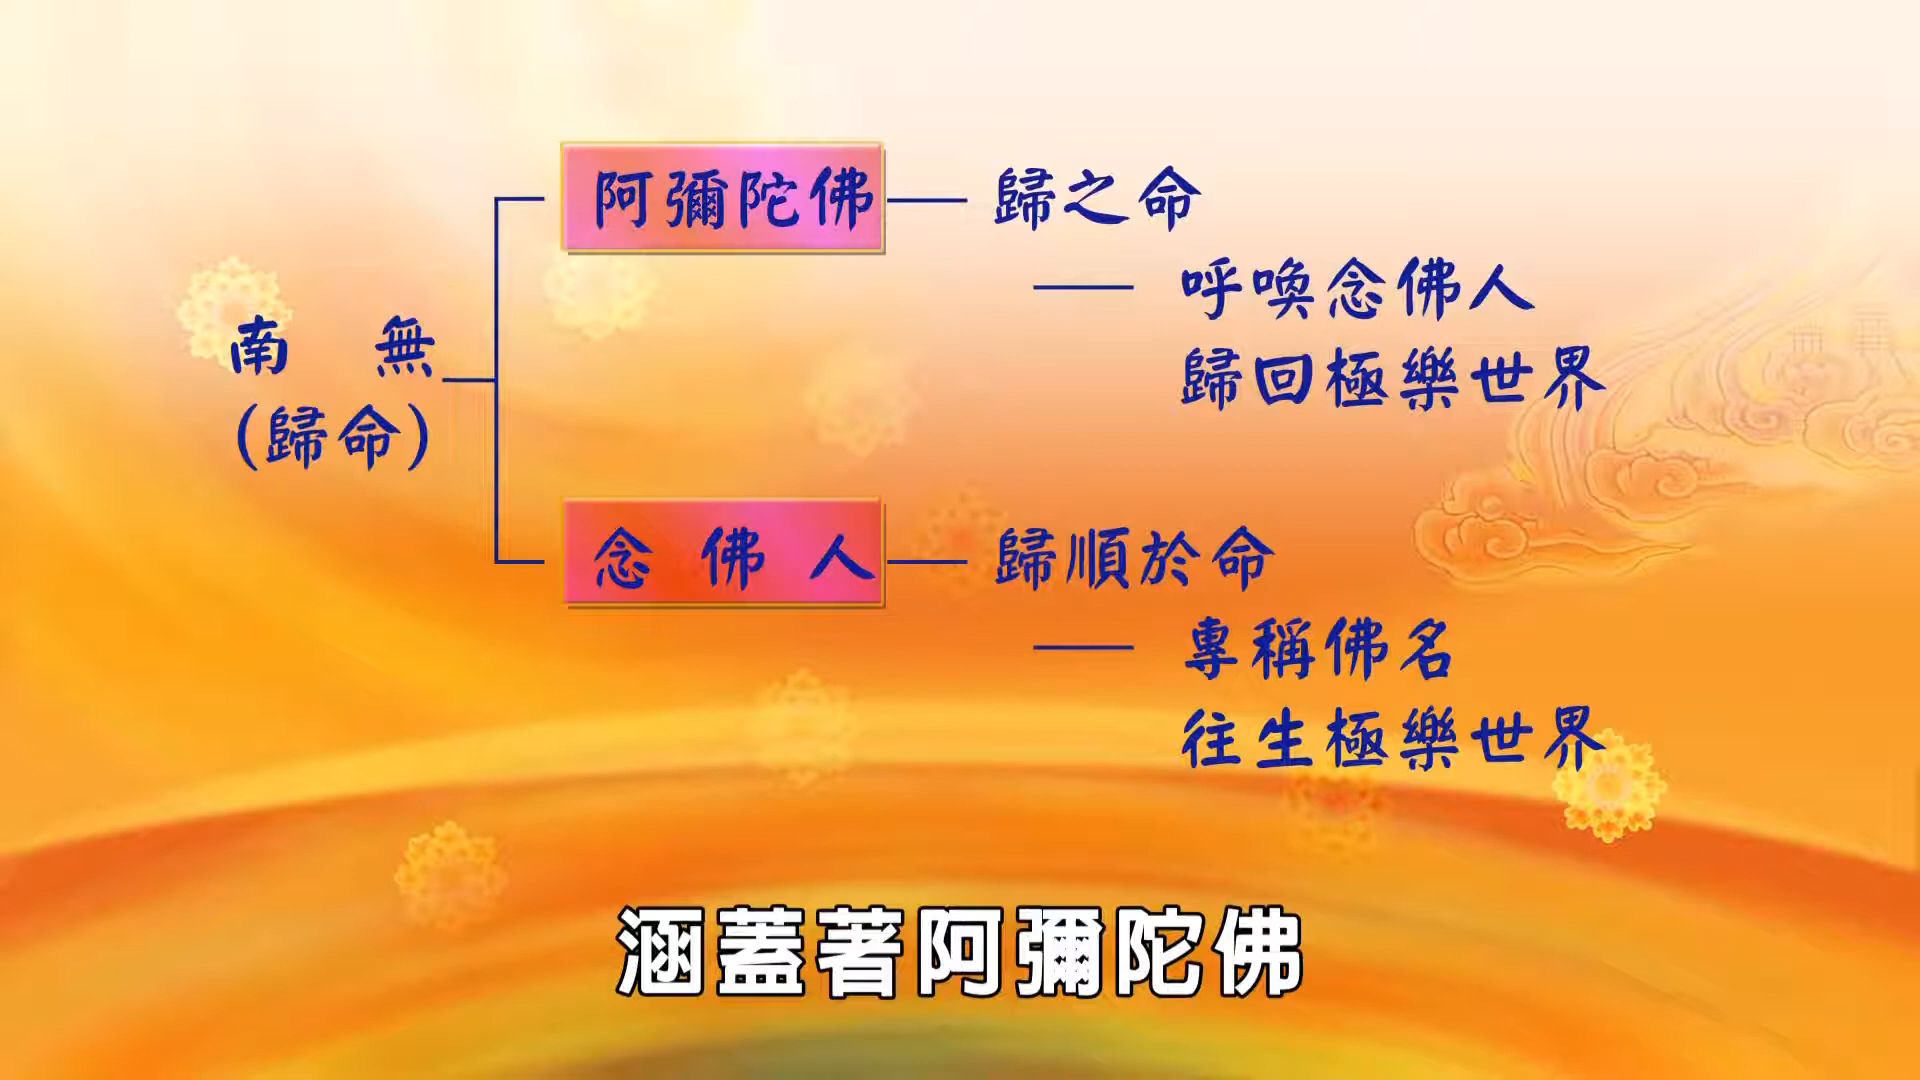 阿彌陀佛 歸之命
呼喚念佛人
南無
歸回極樂世界
(歸命)
念佛人 歸順於命
專稱佛名
往生極樂世界
涵蓋著阿彌陀佛